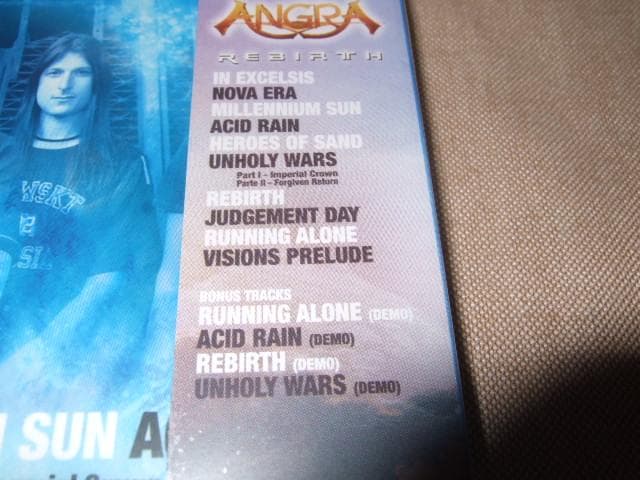 ANGRA
REBIRTH
IN EXCELSIS
NOVA ERA
MILLENNIUM SUN
ACID RAIN
HEROES OF SAND
UNHOLY WARS
Part I - Imperial Crown
Parte II - Forgiven Return
REBIRTH
JUDGEMENT DAY
RUNNING ALONE
VISIONS PRELUDE
BONUS TRACKS
RUNNING ALONE (DEMO)
ACID RAIN (DEMO)
REBIRTH (DEMO)
UNHOLY WARS (DEMO)
SUN A